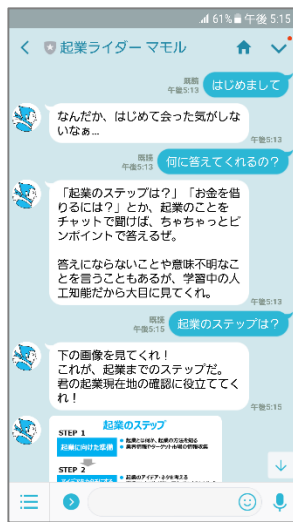 61% 午後 5:15
起業ライダー マモル
既読
午後5:13
はじめまして
なんだか、はじめて会った気がしな
いなぁ…
午後5:13
既読
午後5:13
何に答えてくれるの？
「起業のステップは？」「お金を借
りるには？」とか、起業のことを
チャットで聞けば、ちゃちゃっとピ
ンポイントで答えるぜ。
答えにならないことや意味不明なこ
とを言うこともあるが、学習中の人
工知能だから大目に見てくれ。
午後5:13
既読
午後5:15
起業のステップは？
下の画像を見てくれ！
これが、起業までのステップだ。
君の起業現在地の確認に役立ててく
れ！
午後5:15
起業のステップ
STEP 1
起業に向けた準備
STEP 2